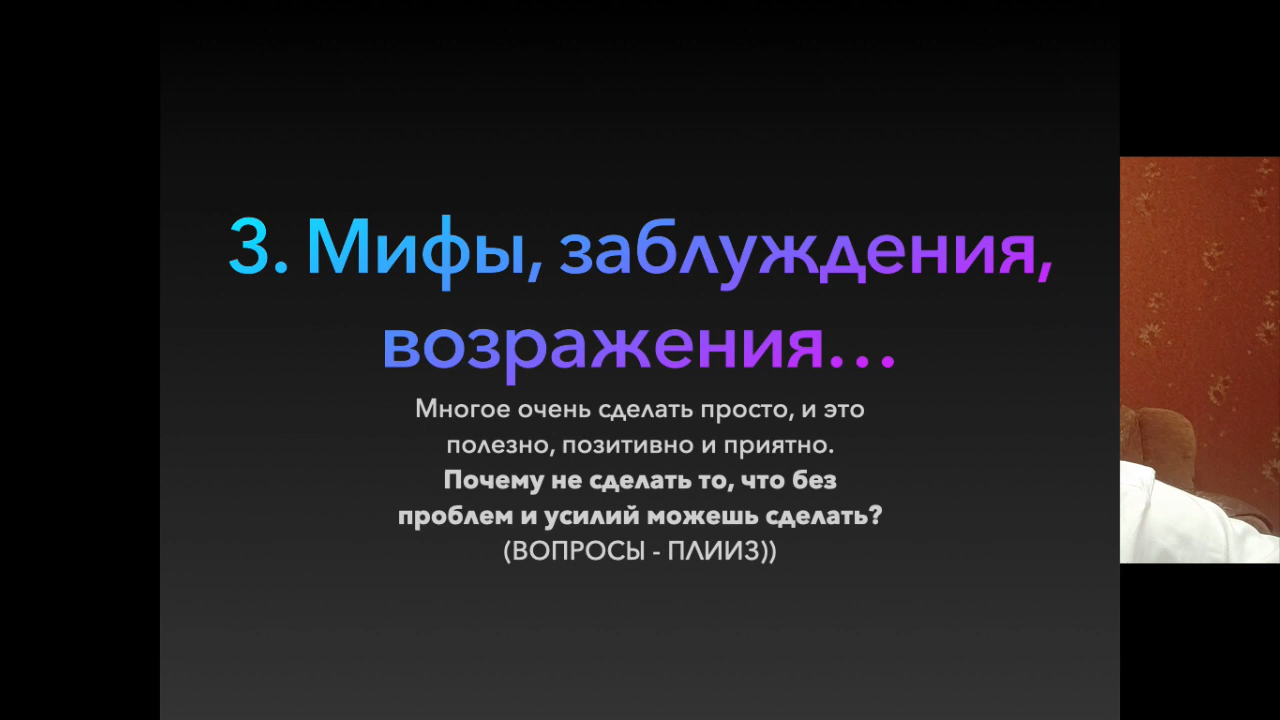 3. Мифы, заблуждения,
возражения…
Многое очень сделать просто, и это
полезно, позитивно и приятно.
Почему не сделать то, что без
проблем и усилий можешь сделать?
(ВОПРОСЫ - ПЛИИЗ))